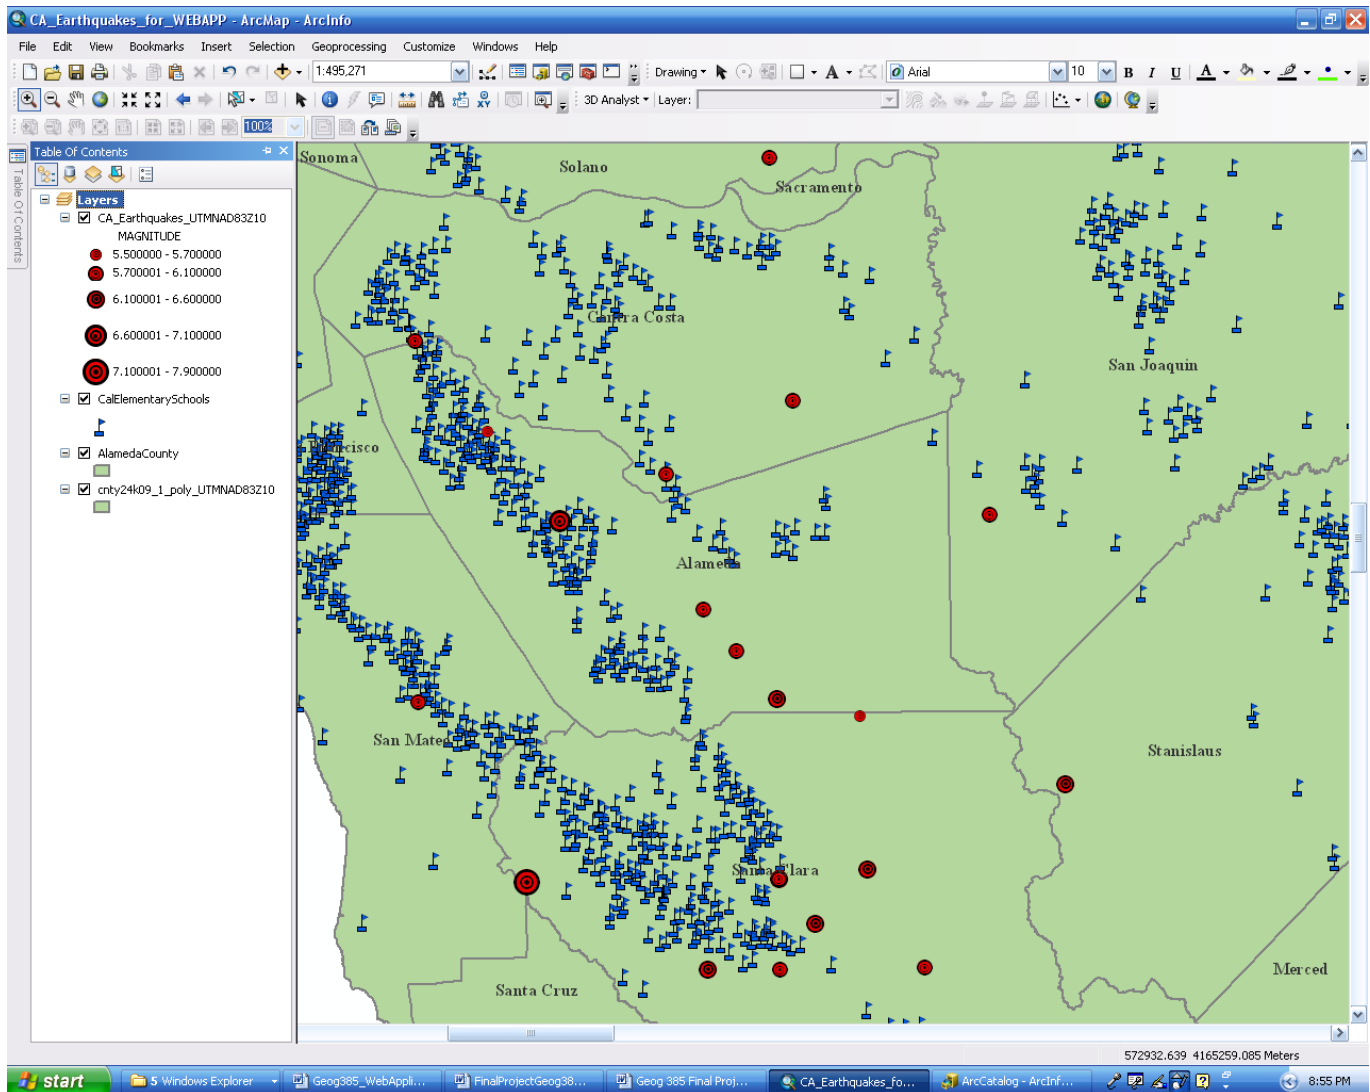 CA_Earthquakes_for_WEBAPP - ArcMap - ArcInfo
File Edit View Bookmarks Insert Selection Geoprocessing Customize Windows Help
1:495,271 Drawing Arial 10 B I U A
3D Analyst Layer:
100%
Table Of Contents
Table Of Contents
Layers
CA_Earthquakes_UTMNAD83Z10
MAGNITUDE
5.500000 - 5.700000
5.700001 - 6.100000
6.100001 - 6.600000
6.600001 - 7.100000
7.100001 - 7.900000
CalElementarySchools
AlamedaCounty
cnty24k09_1_poly_UTMNAD83Z10
Sonoma
Solano
Sacramento
Contra Costa
San Joaquin
Alameda
San Mateo
Stanislaus
Santa Clara
Merced
Santa Cruz
572932.639 4165259.085 Meters
start 5 Windows Explorer Geog385_WebAppli... FinalProjectGeog38... Geog 385 Final Proj... CA_Earthquakes_fo... ArcCatalog - ArcInf... 8:55 PM